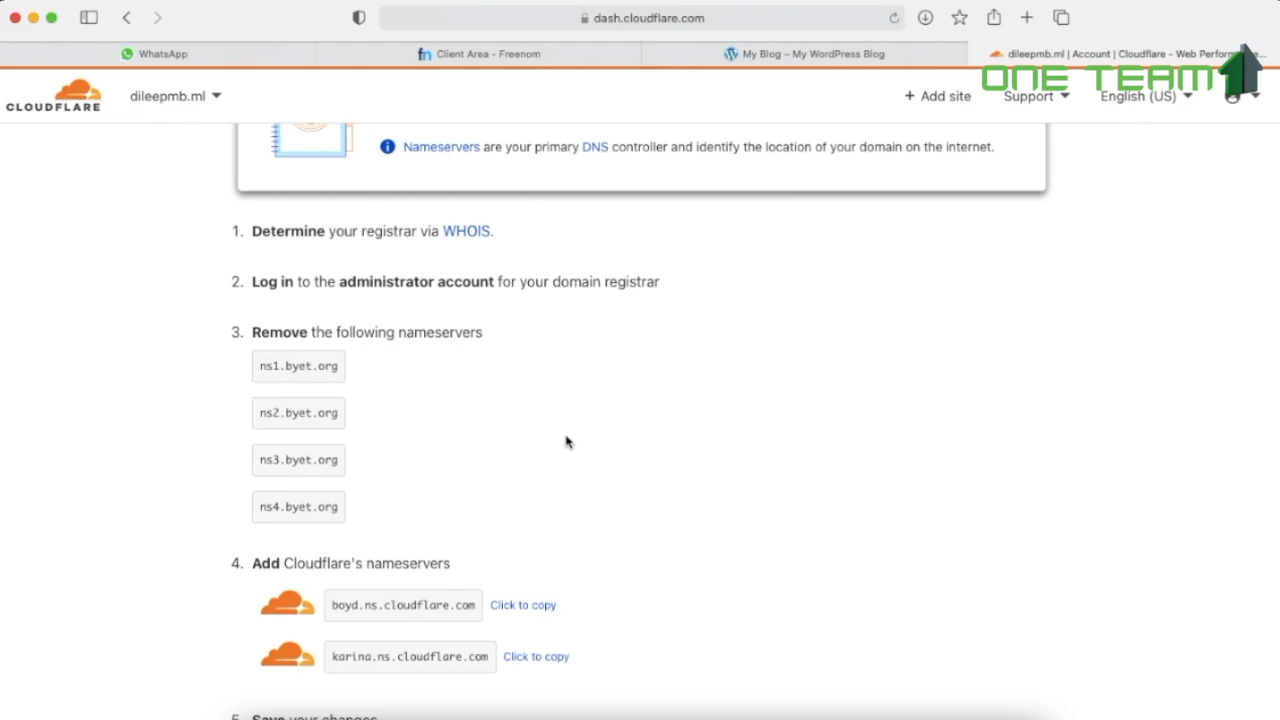 dash.cloudflare.com
WhatsApp
Client Area - Freenom
My Blog – My WordPress Blog
dileepmb.ml | Account | Cloudflare - Web Perform
e...
ONE TEAM
CLOUDFLARE
dileepmb.ml
+ Add site
Support
English (US)
Nameservers are your primary DNS controller and identify the location of your domain on the internet.
1. Determine your registrar via WHOIS.
2. Log in to the administrator account for your domain registrar
3. Remove the following nameservers
ns1.byet.org
ns2.byet.org
ns3.byet.org
ns4.byet.org
4. Add Cloudflare's nameservers
boyd.ns.cloudflare.com Click to copy
karina.ns.cloudflare.com Click to copy
5. Save your changes